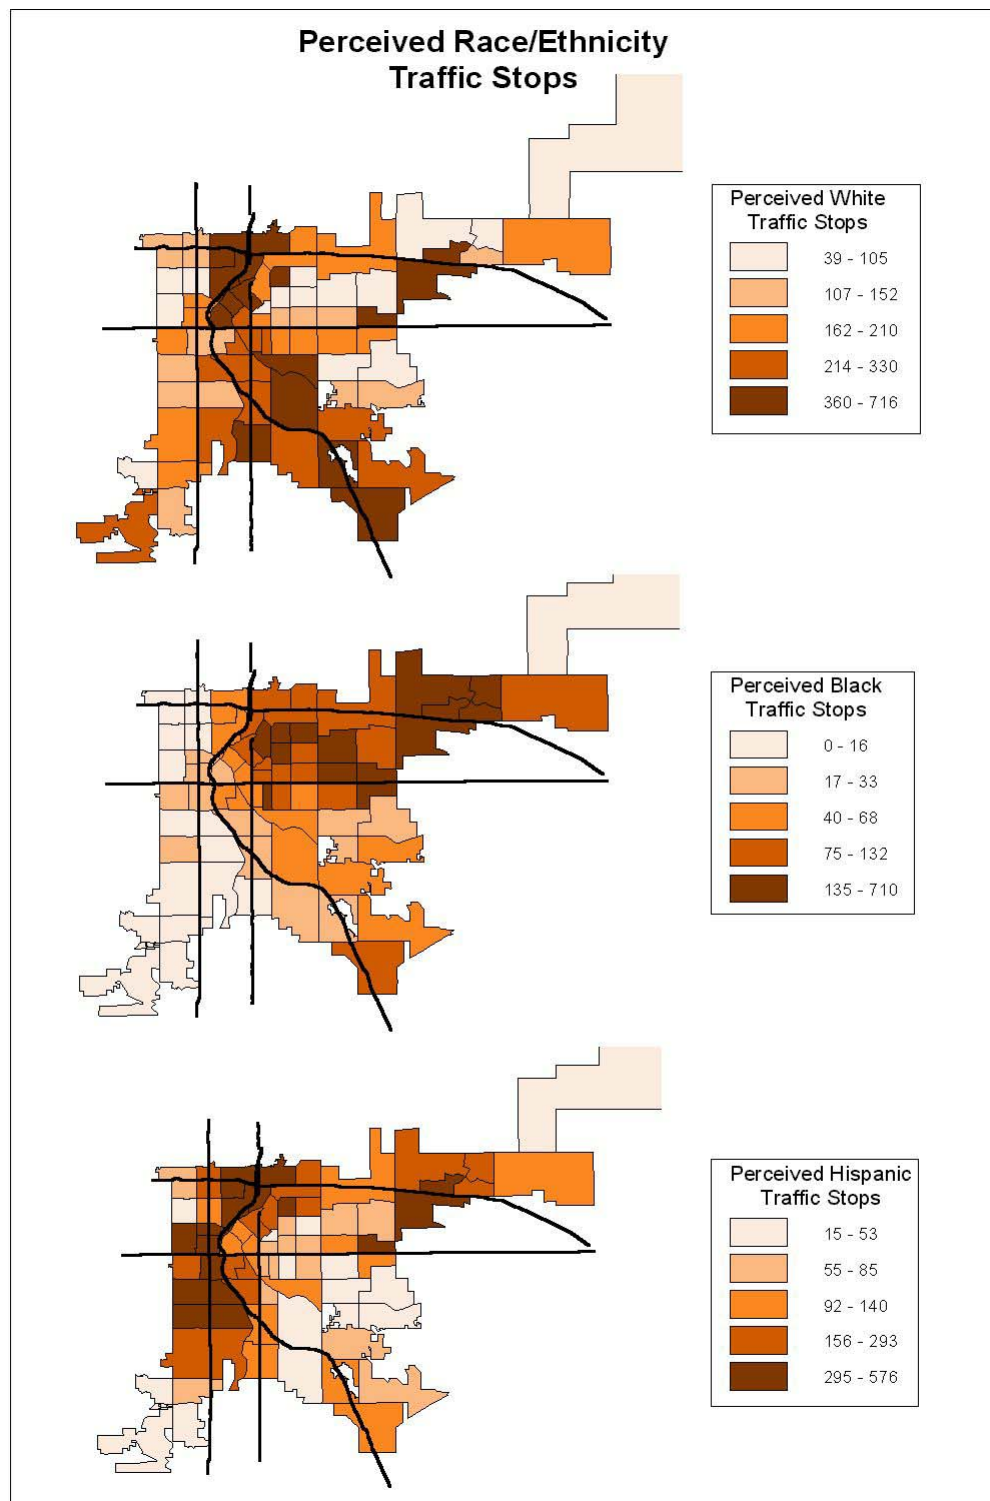 Perceived Race/Ethnicity
Traffic Stops
Perceived White
Traffic Stops
39 - 105
107 - 152
162 - 210
214 - 330
360 - 716
Perceived Black
Traffic Stops
0 - 16
17 - 33
40 - 68
75 - 132
135 - 710
Perceived Hispanic
Traffic Stops
15 - 53
55 - 85
92 - 140
156 - 293
295 - 576